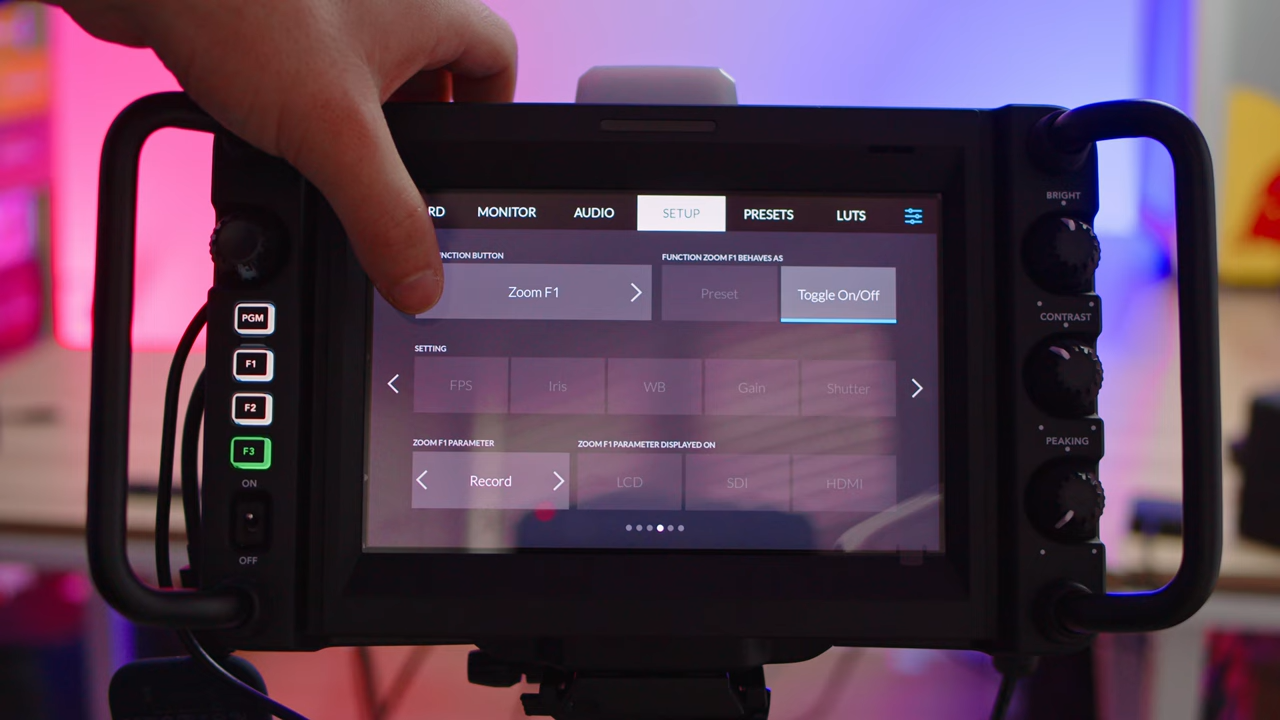 RD MONITOR AUDIO SETUP PRESETS LUTS
NCTION BUTTON
FUNCTION ZOOM F1 BEHAVES AS
Zoom F1
Preset
Toggle On/Off
SETTING
FPS
Iris
WB
Gain
Shutter
ZOOM F1 PARAMETER
ZOOM F1 PARAMETER DISPLAYED ON
Record
LCD
SDI
HDMI
PGM
F1
F2
F3
ON
OFF
BRIGHT
CONTRAST
PEAKING